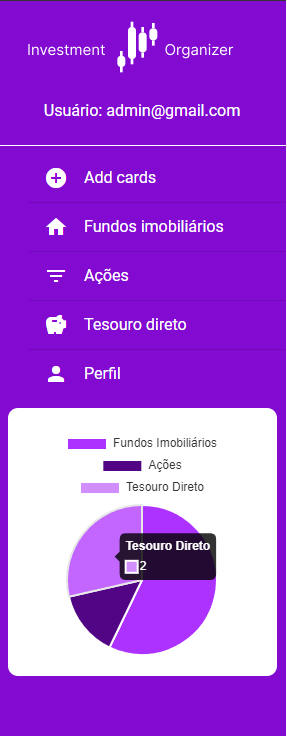 Investment Organizer
Usuário: admin@gmail.com
Add cards
Fundos imobiliários
Ações
Tesouro direto
Perfil
Fundos Imobiliários
Ações
Tesouro Direto
Tesouro Direto
2